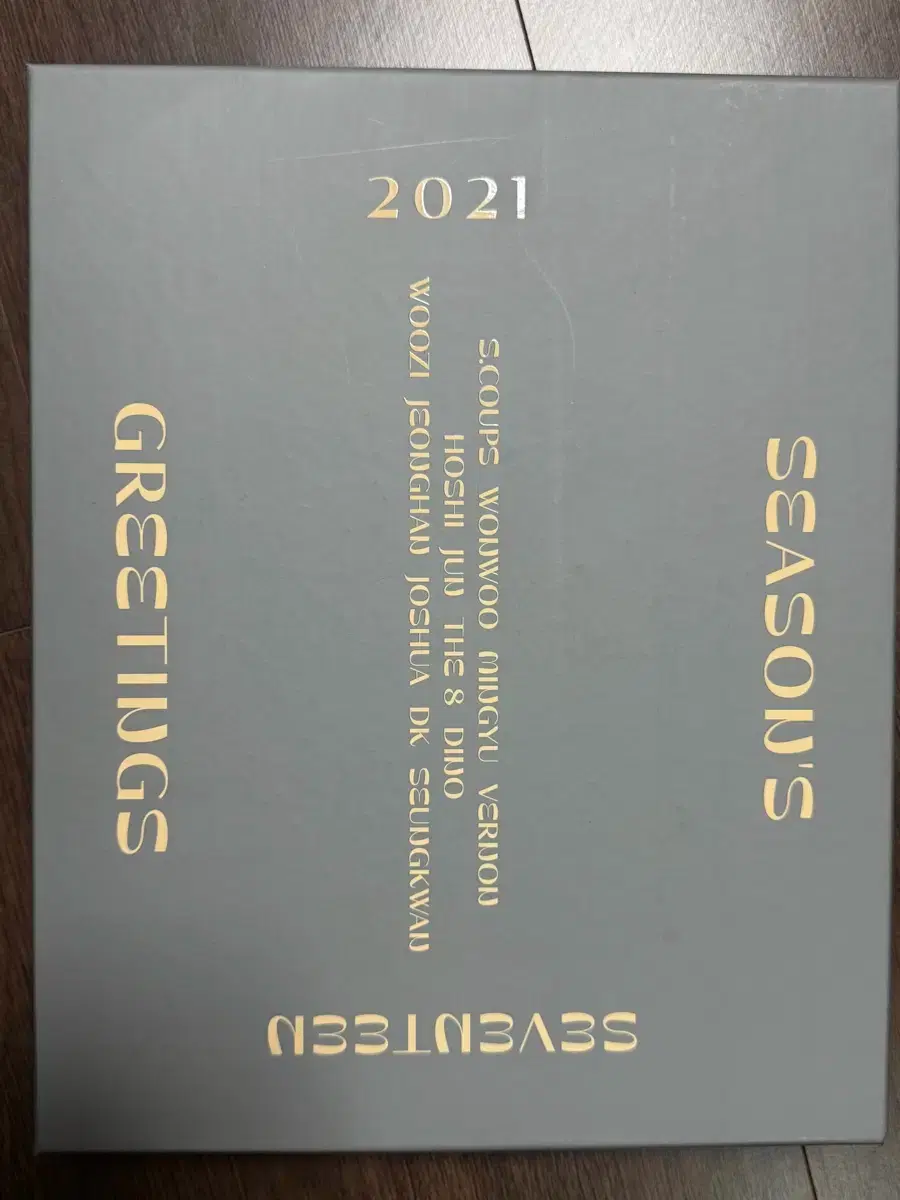 2021
SEASON'S
S.COUPS WONWOO MINGYU VERNON
HOSHI JUN THE 8 DINO
WOOZI JEONGHAN JOSHUA DK SEUNGKWAN
GREETINGS
SEVENTEEN